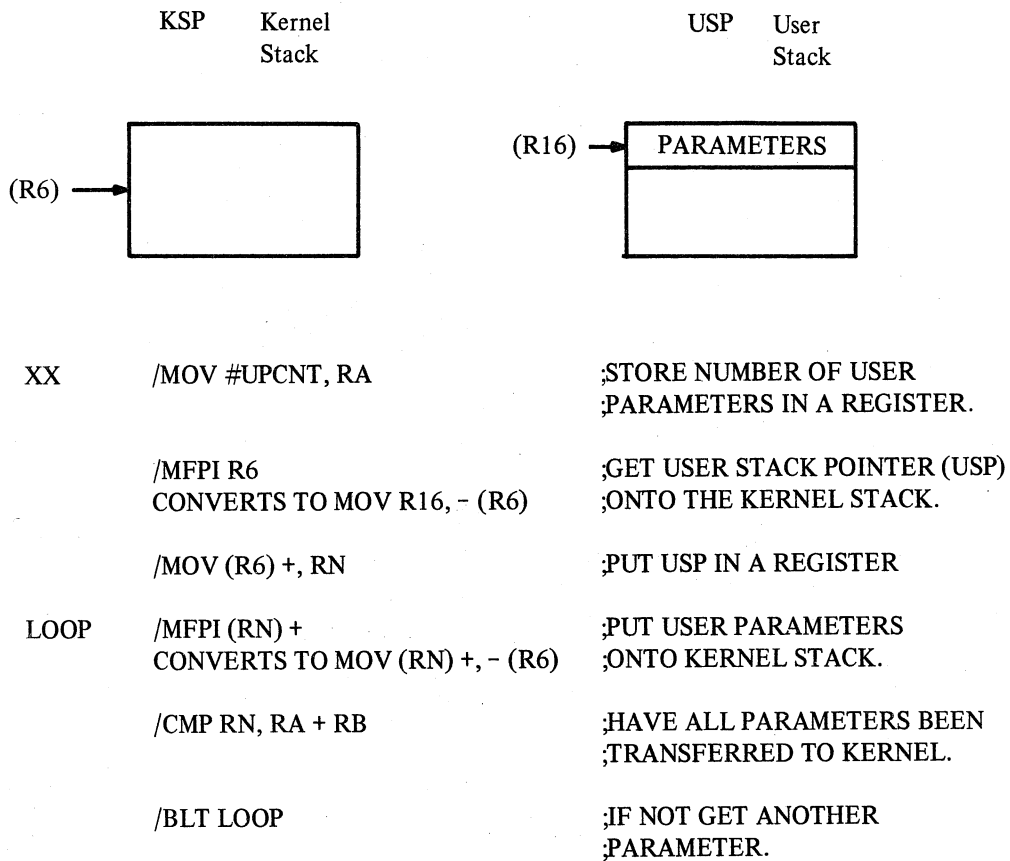 KSP Kernel Stack
USP User Stack
(R6)
(R16) PARAMETERS
XX /MOV #UPCNT, RA ;STORE NUMBER OF USER
;PARAMETERS IN A REGISTER.
/MFPI R6 ;GET USER STACK POINTER (USP)
CONVERTS TO MOV R16, - (R6) ;ONTO THE KERNEL STACK.
/MOV (R6) +, RN ;PUT USP IN A REGISTER
LOOP /MFPI (RN) + ;PUT USER PARAMETERS
CONVERTS TO MOV (RN) +, - (R6) ;ONTO KERNEL STACK.
/CMP RN, RA + RB ;HAVE ALL PARAMETERS BEEN
;TRANSFERRED TO KERNEL.
/BLT LOOP ;IF NOT GET ANOTHER
;PARAMETER.